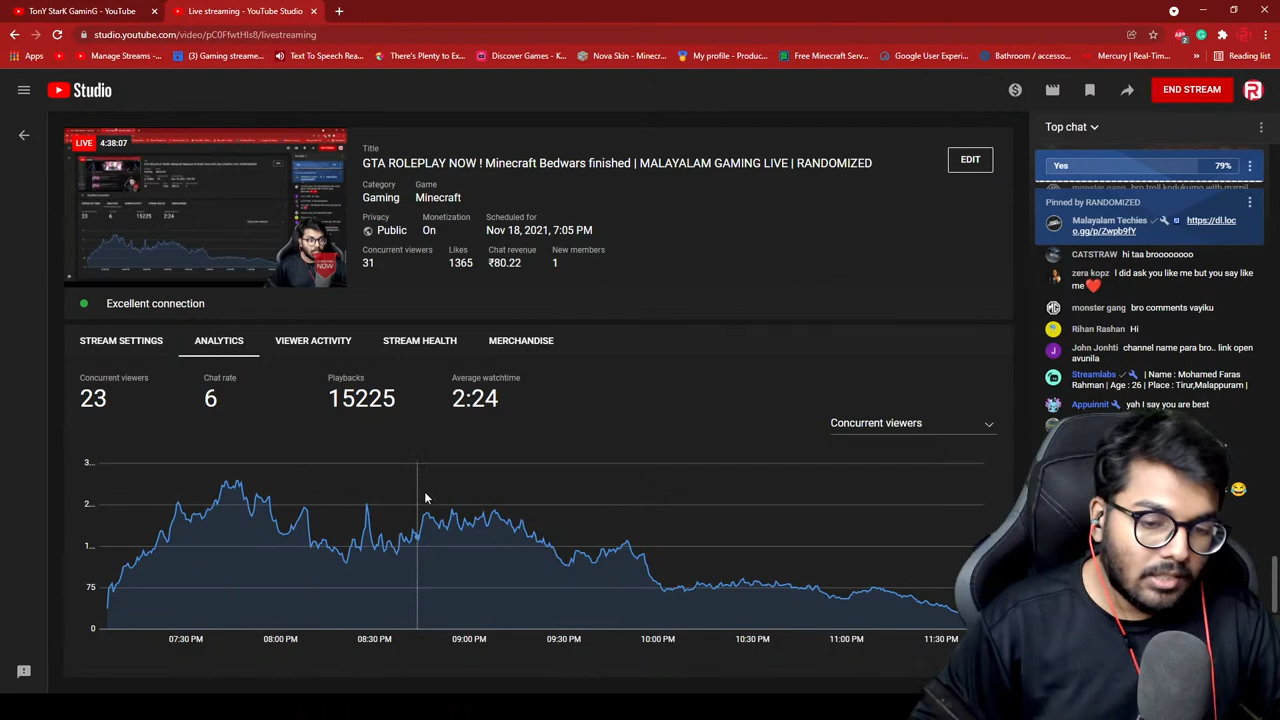 TonY StarK GaminG - YouTube
Live streaming - YouTube Studio
studio.youtube.com/video/pC0FfwtHIs8/livestreaming
Apps
Manage Streams -...
(3) Gaming streame...
Text To Speech Rea...
There's Plenty to Ex...
Discover Games - K...
Nova Skin - Minecr...
My profile - Produc...
Free Minecraft Serv...
Google User Experi...
Bathroom / accesso...
Mercury | Real-Tim...
»
Reading list
Studio
END STREAM
LIVE 4:38:07
Title
GTA ROLEPLAY NOW ! Minecraft Bedwars finished | MALAYALAM GAMING LIVE | RANDOMIZED
EDIT
Category
Gaming
Game
Minecraft
Privacy
Public
Monetization
On
Scheduled for
Nov 18, 2021, 7:05 PM
Concurrent viewers
31
Likes
1365
Chat revenue
₹80.22
New members
1
Excellent connection
STREAM SETTINGS
ANALYTICS
VIEWER ACTIVITY
STREAM HEALTH
MERCHANDISE
Concurrent viewers
23
Chat rate
6
Playbacks
15225
Average watchtime
2:24
Concurrent viewers
3...
2...
1...
75
0
07:30 PM
08:00 PM
08:30 PM
09:00 PM
09:30 PM
10:00 PM
10:30 PM
11:00 PM
11:30 PM
Top chat
Yes 79%
Pinned by RANDOMIZED
Malayalam Techies https://dl.loc
o.gg/p/Zwpb9fY
CATSTRAW hi taa brooooooo
zera kopz I did ask you like me but you say like
me❤️
monster gang bro comments vayiku
Rihan Rashan Hi
John Jonhti channel name para bro.. link open
avunila
Streamlabs | Name : Mohamed Faras
Rahman | Age : 26 | Place : Tirur,Malappuram |
Appuinnit yah I say you are best